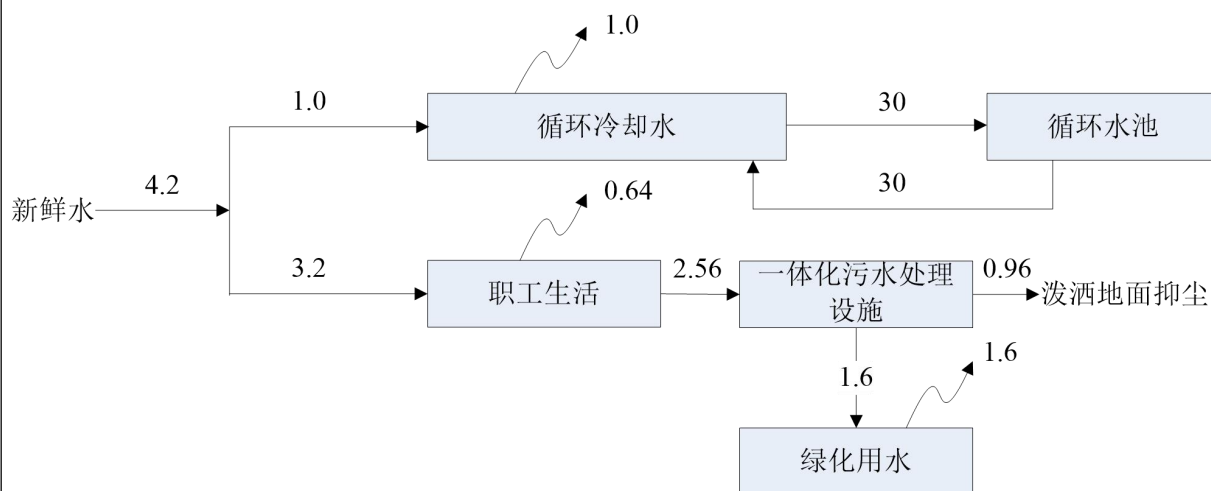 1.0
1.0
循环冷却水
30
循环水池
30
新鲜水
4.2
0.64
3.2
职工生活
2.56
一体化污水处理
设施
0.96
泼洒地面抑尘
1.6
1.6
绿化用水